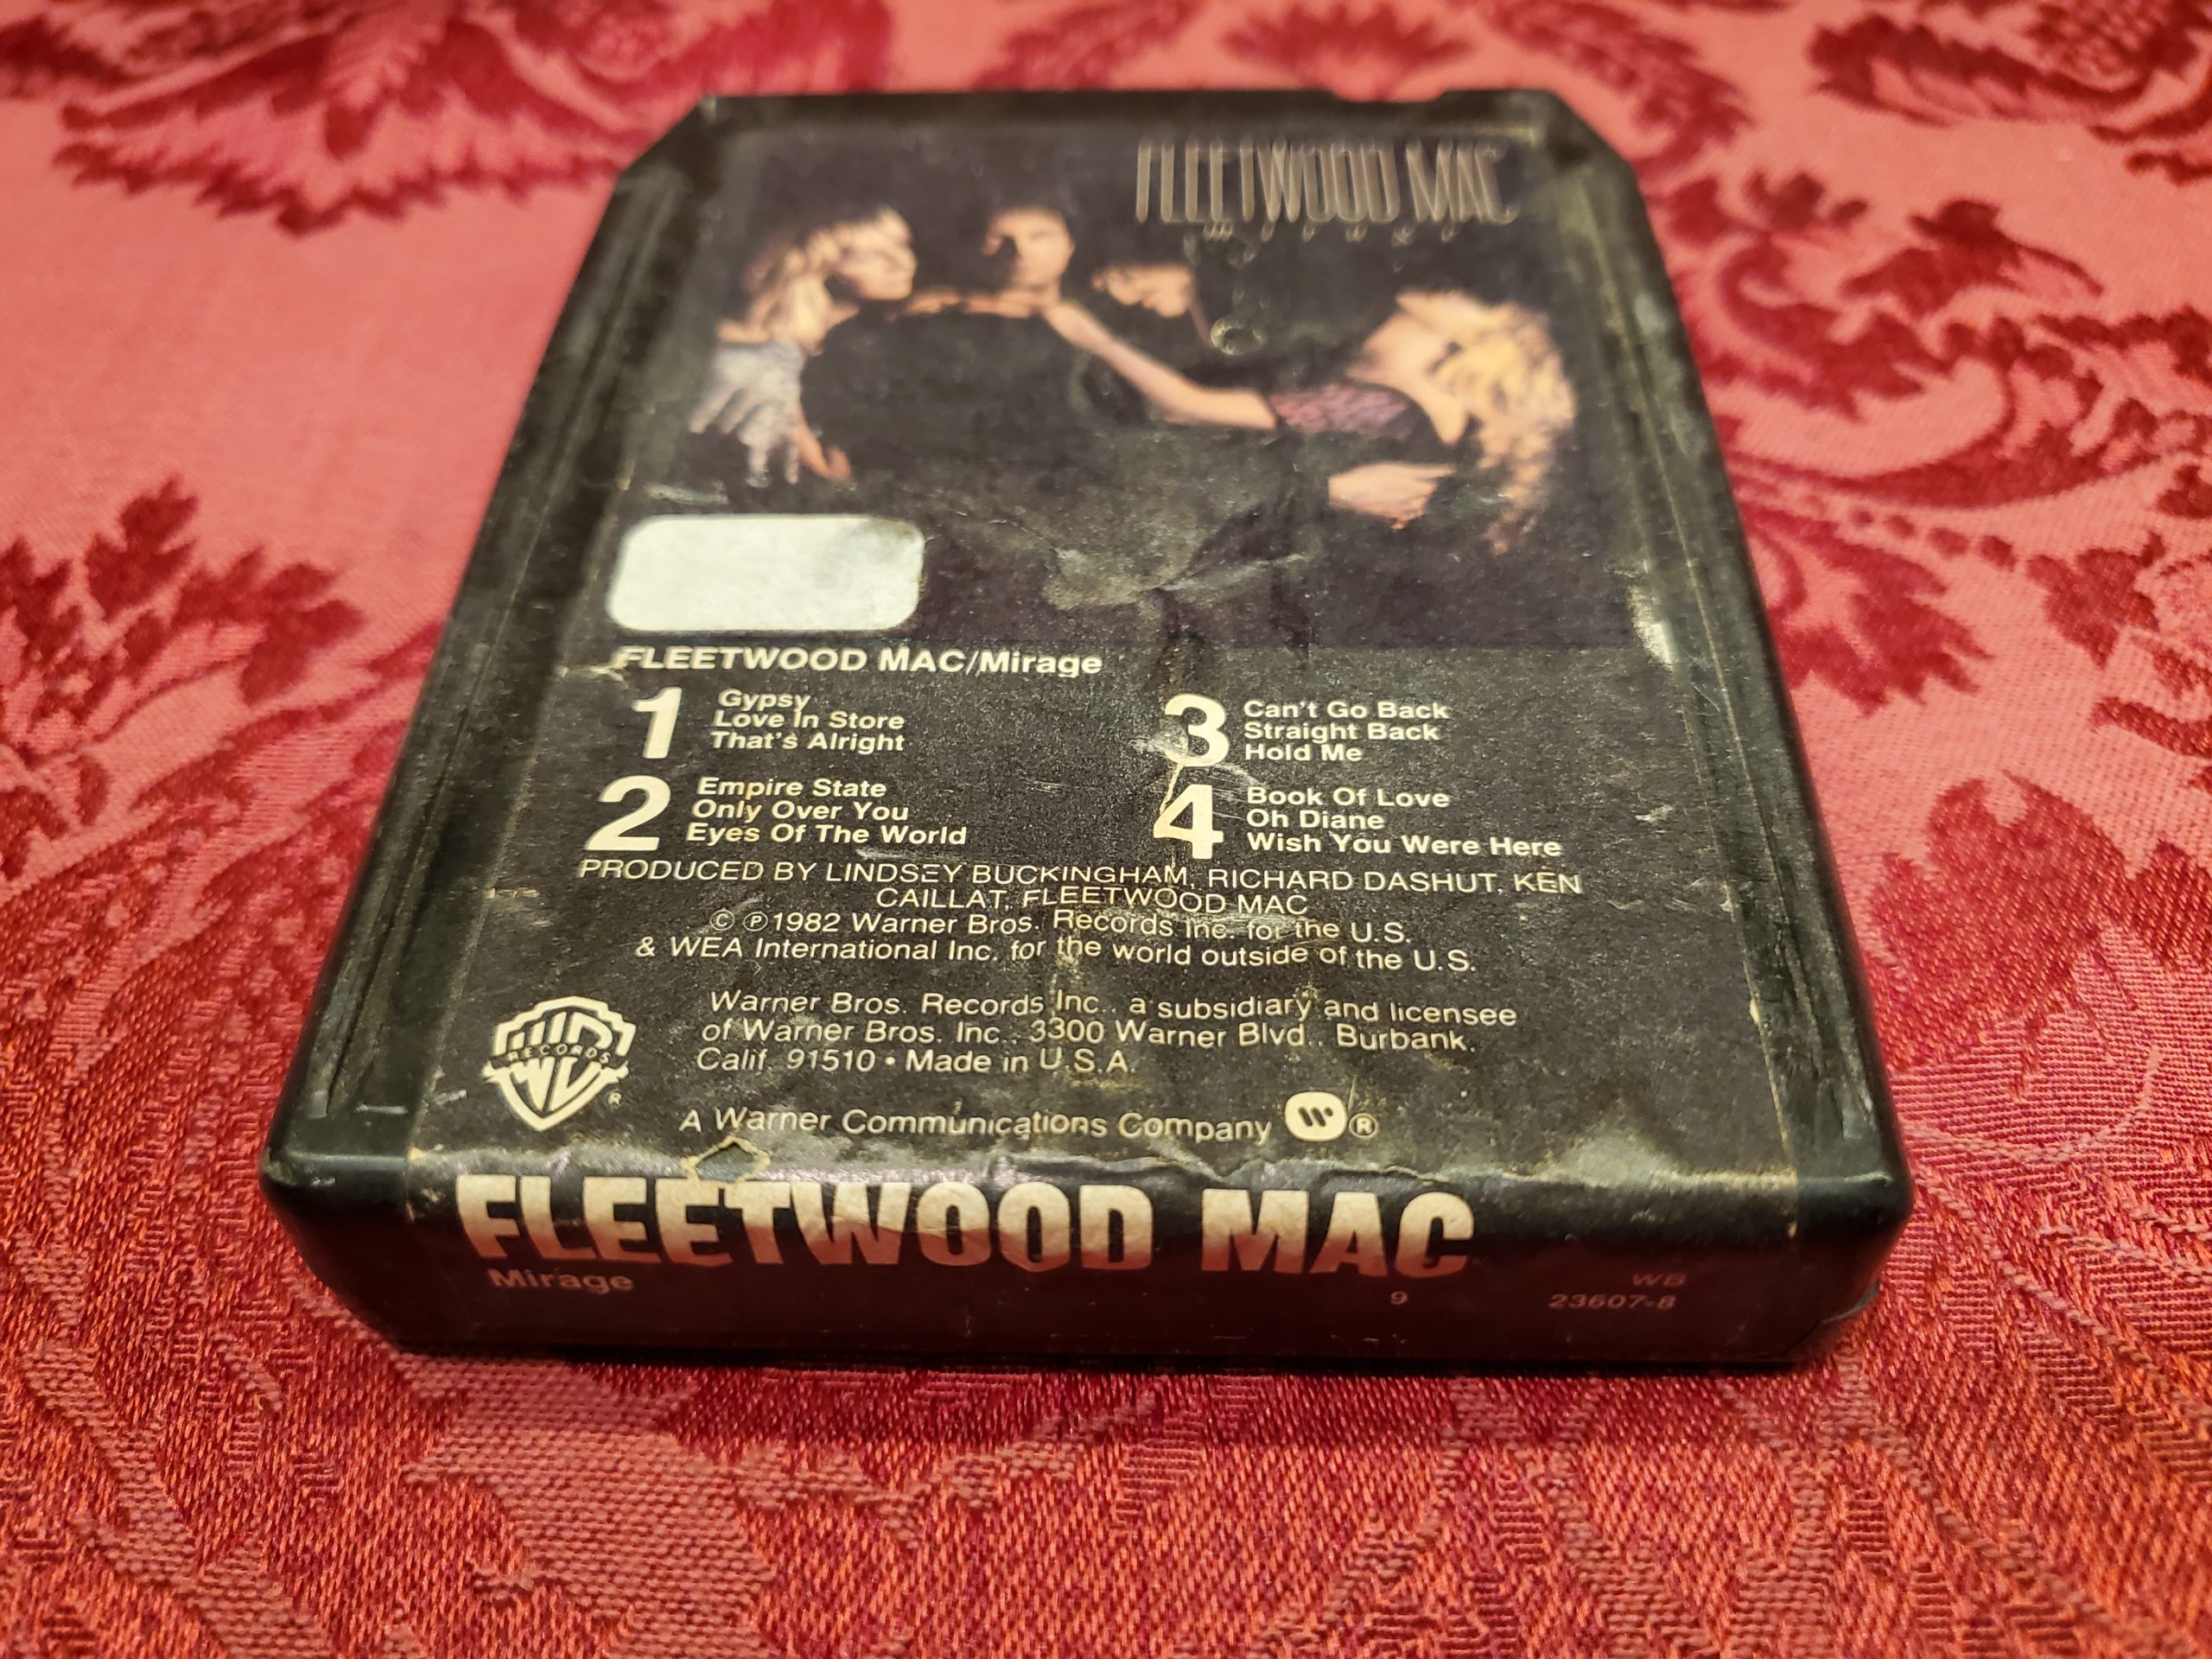 FLEETWOOD MAC
mirage
FLEETWOOD MAC/Mirage
1
Gypsy
Love In Store
That's Alright
2
Empire State
Only Over You
Eyes Of The World
3
Can't Go Back
Straight Back
Hold Me
4
Book Of Love
Oh Diane
Wish You Were Here
PRODUCED BY LINDSEY BUCKINGHAM, RICHARD DASHUT, KEN
CAILLAT, FLEETWOOD MAC
© ℗1982 Warner Bros. Records Inc. for the U.S.
& WEA International Inc. for the world outside of the U.S.
Warner Bros. Records Inc., a subsidiary and licensee
of Warner Bros. Inc., 3300 Warner Blvd., Burbank,
Calif. 91510 • Made in U.S.A.
RECORDS
®
A Warner Communications Company W ®
FLEETWOOD MAC
Mirage
9
WB
23607-8